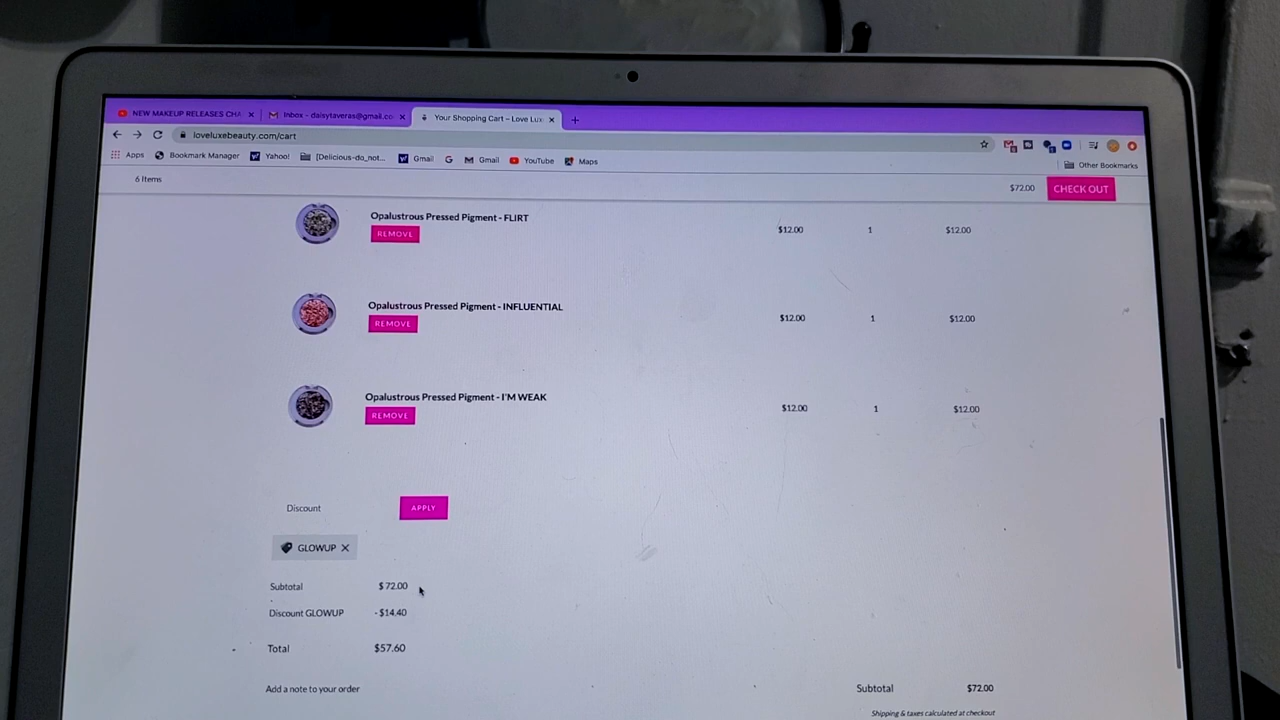 NEW MAKEUP RELEASES CHA
Inbox - daisytaveras@gmail.co
Your Shopping Cart – Love Lux
loveluxebeauty.com/cart
Apps Bookmark Manager Yahoo! [Delicious-do_not... Gmail Gmail YouTube Maps
Other Bookmarks
6 Items $72.00 CHECK OUT
Opalustrous Pressed Pigment - FLIRT
REMOVE
$12.00 1 $12.00
Opalustrous Pressed Pigment - INFLUENTIAL
REMOVE
$12.00 1 $12.00
Opalustrous Pressed Pigment - I'M WEAK
REMOVE
$12.00 1 $12.00
Discount APPLY
GLOWUP
Subtotal $72.00
Discount GLOWUP - $14.40
Total $57.60
Add a note to your order
Subtotal $72.00
Shipping & taxes calculated at checkout